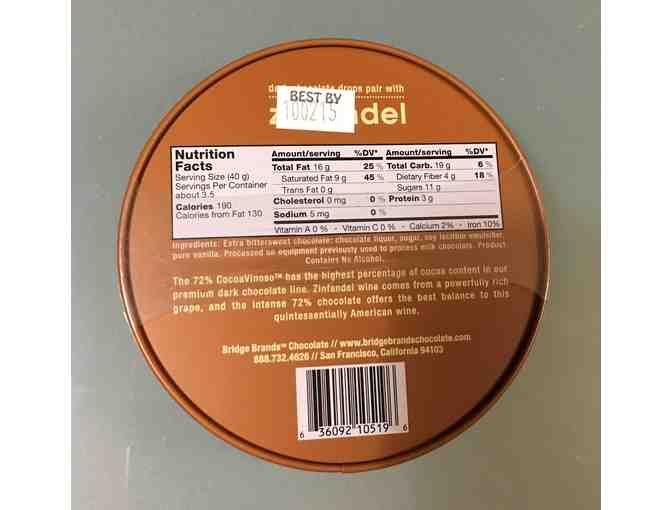 drops pair with
BEST BY
100215
Nutrition Facts
Serving Size (40 g)
Servings Per Container
about 3.5
Calories 190
Calories from Fat 130
Amount/serving %DV* Amount/serving %DV*
Total Fat 16 g 25 % Total Carb. 19 g 6 %
Saturated Fat 9 g 45 % Dietary Fiber 4 g 18 %
Trans Fat 0 g Sugars 11 g
Cholesterol 0 mg 0 % Protein 3 g
Sodium 5 mg 0 %
Vitamin A 0 % · Vitamin C 0 % · Calcium 2% · Iron 10%
Ingredients: Extra bittersweet chocolate: chocolate liquor, sugar, soy lecithin emulsifier,
pure vanilla. Processed on equipment previously used to process milk chocolate. Product
Contains No Alcohol.
The 72% CocoaVinoso™ has the highest percentage of cocoa content in our
premium dark chocolate line. Zinfandel wine comes from a powerfully rich
grape, and the intense 72% chocolate offers the best balance to this
quintessentially American wine.
Bridge Brands™ Chocolate // www.bridgebrandschocolate.com
888.732.4626 // San Francisco, California 94103
6 36092 10519 6